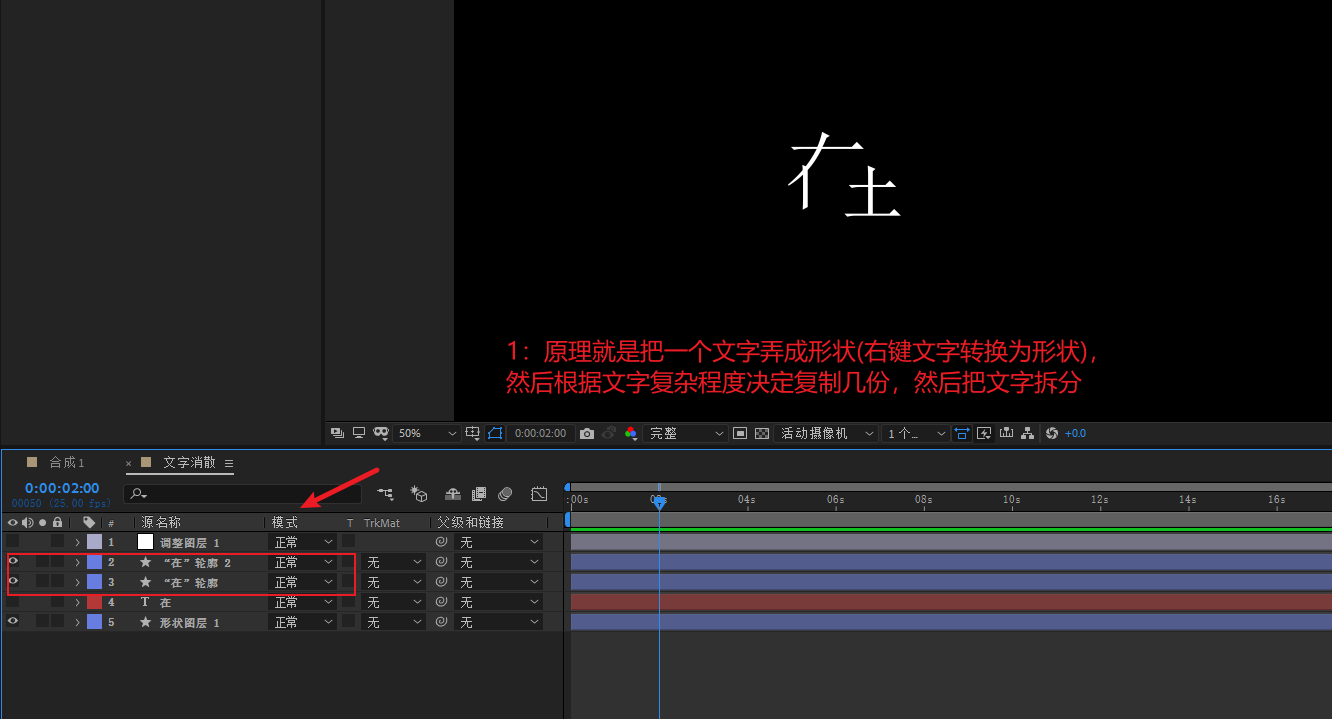 在
1：原理就是把一个文字弄成形状(右键文字转换为形状)，
然后根据文字复杂程度决定复制几份，然后把文字拆分
50% 0:00:02:00 完整 活动摄像机 1 个... +0.0
合成 1 × 文字消散
0:00:02:00
00050 (25.00 fps)
:00s 02s 04s 06s 08s 10s 12s 14s 16s
# 源名称 模式 T TrkMat 父级和链接
1 调整图层 1 正常 无
2 “在”轮廓 2 正常 无 无
3 “在”轮廓 正常 无 无
4 T 在 正常 无 无
5 形状图层 1 正常 无 无